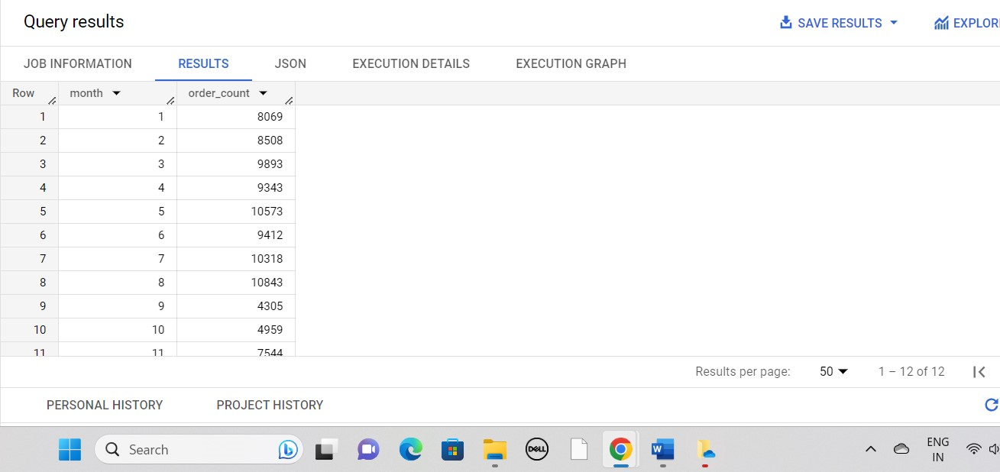 Query results
SAVE RESULTS
EXPLOR
JOB INFORMATION RESULTS JSON EXECUTION DETAILS EXECUTION GRAPH
Row month order_count
1 1 8069
2 2 8508
3 3 9893
4 4 9343
5 5 10573
6 6 9412
7 7 10318
8 8 10843
9 9 4305
10 10 4959
11 11 7544
Results per page: 50 1 – 12 of 12
PERSONAL HISTORY PROJECT HISTORY
Search
DELL
W
ENG
IN